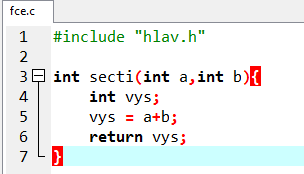 fce.c
1 #include "hlav.h"
2
3 int secti(int a,int b){
4     int vys;
5     vys = a+b;
6     return vys;
7 }